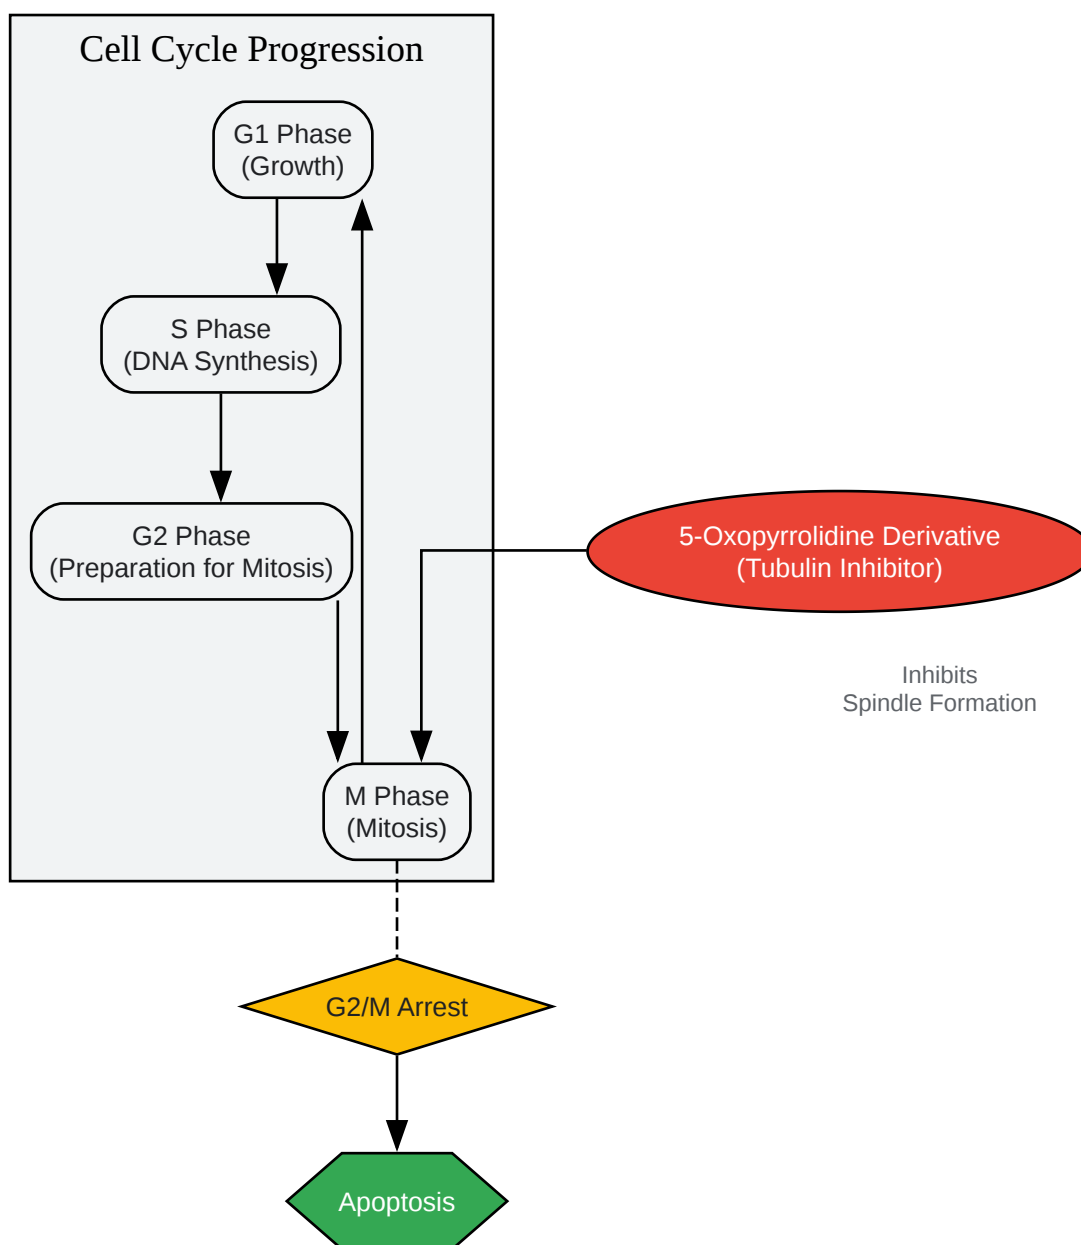 Cell Cycle Progression
G1 Phase
(Growth)
S Phase
(DNA Synthesis)
G2 Phase
(Preparation for Mitosis)
5-Oxopyrrolidine Derivative
(Tubulin Inhibitor)
Inhibits
Spindle Formation
M Phase
(Mitosis)
G2/M Arrest
Apoptosis